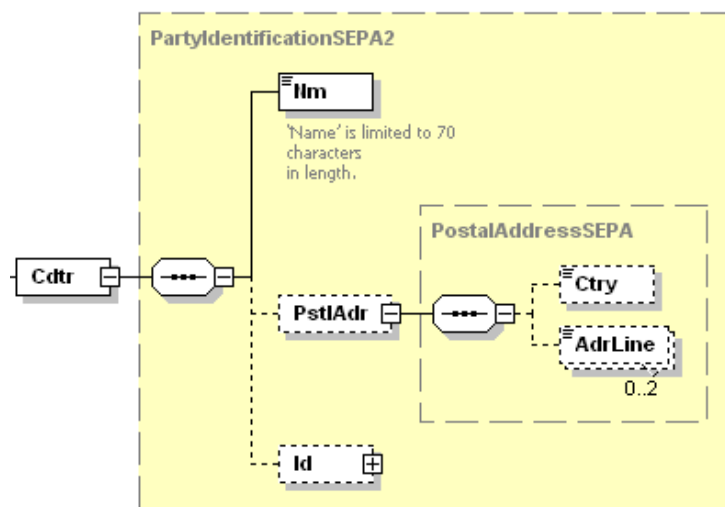 PartyIdentificationSEPA2
Nm
'Name' is limited to 70
characters
in length.
PostalAddressSEPA
Cdtr
Ctry
PstlAdr
AdrLine
0..2
Id